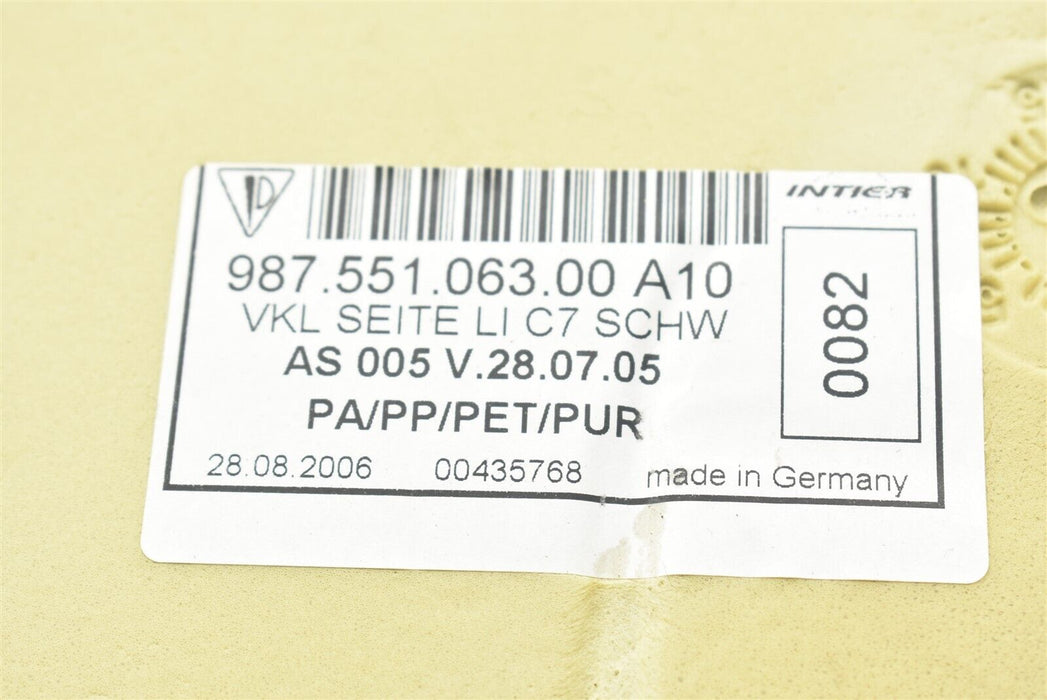 INTIER
987.551.063.00 A10
VKL SEITE LI C7 SCHW
AS 005 V.28.07.05
PA/PP/PET/PUR
28.08.2006 00435768 made in Germany
0082